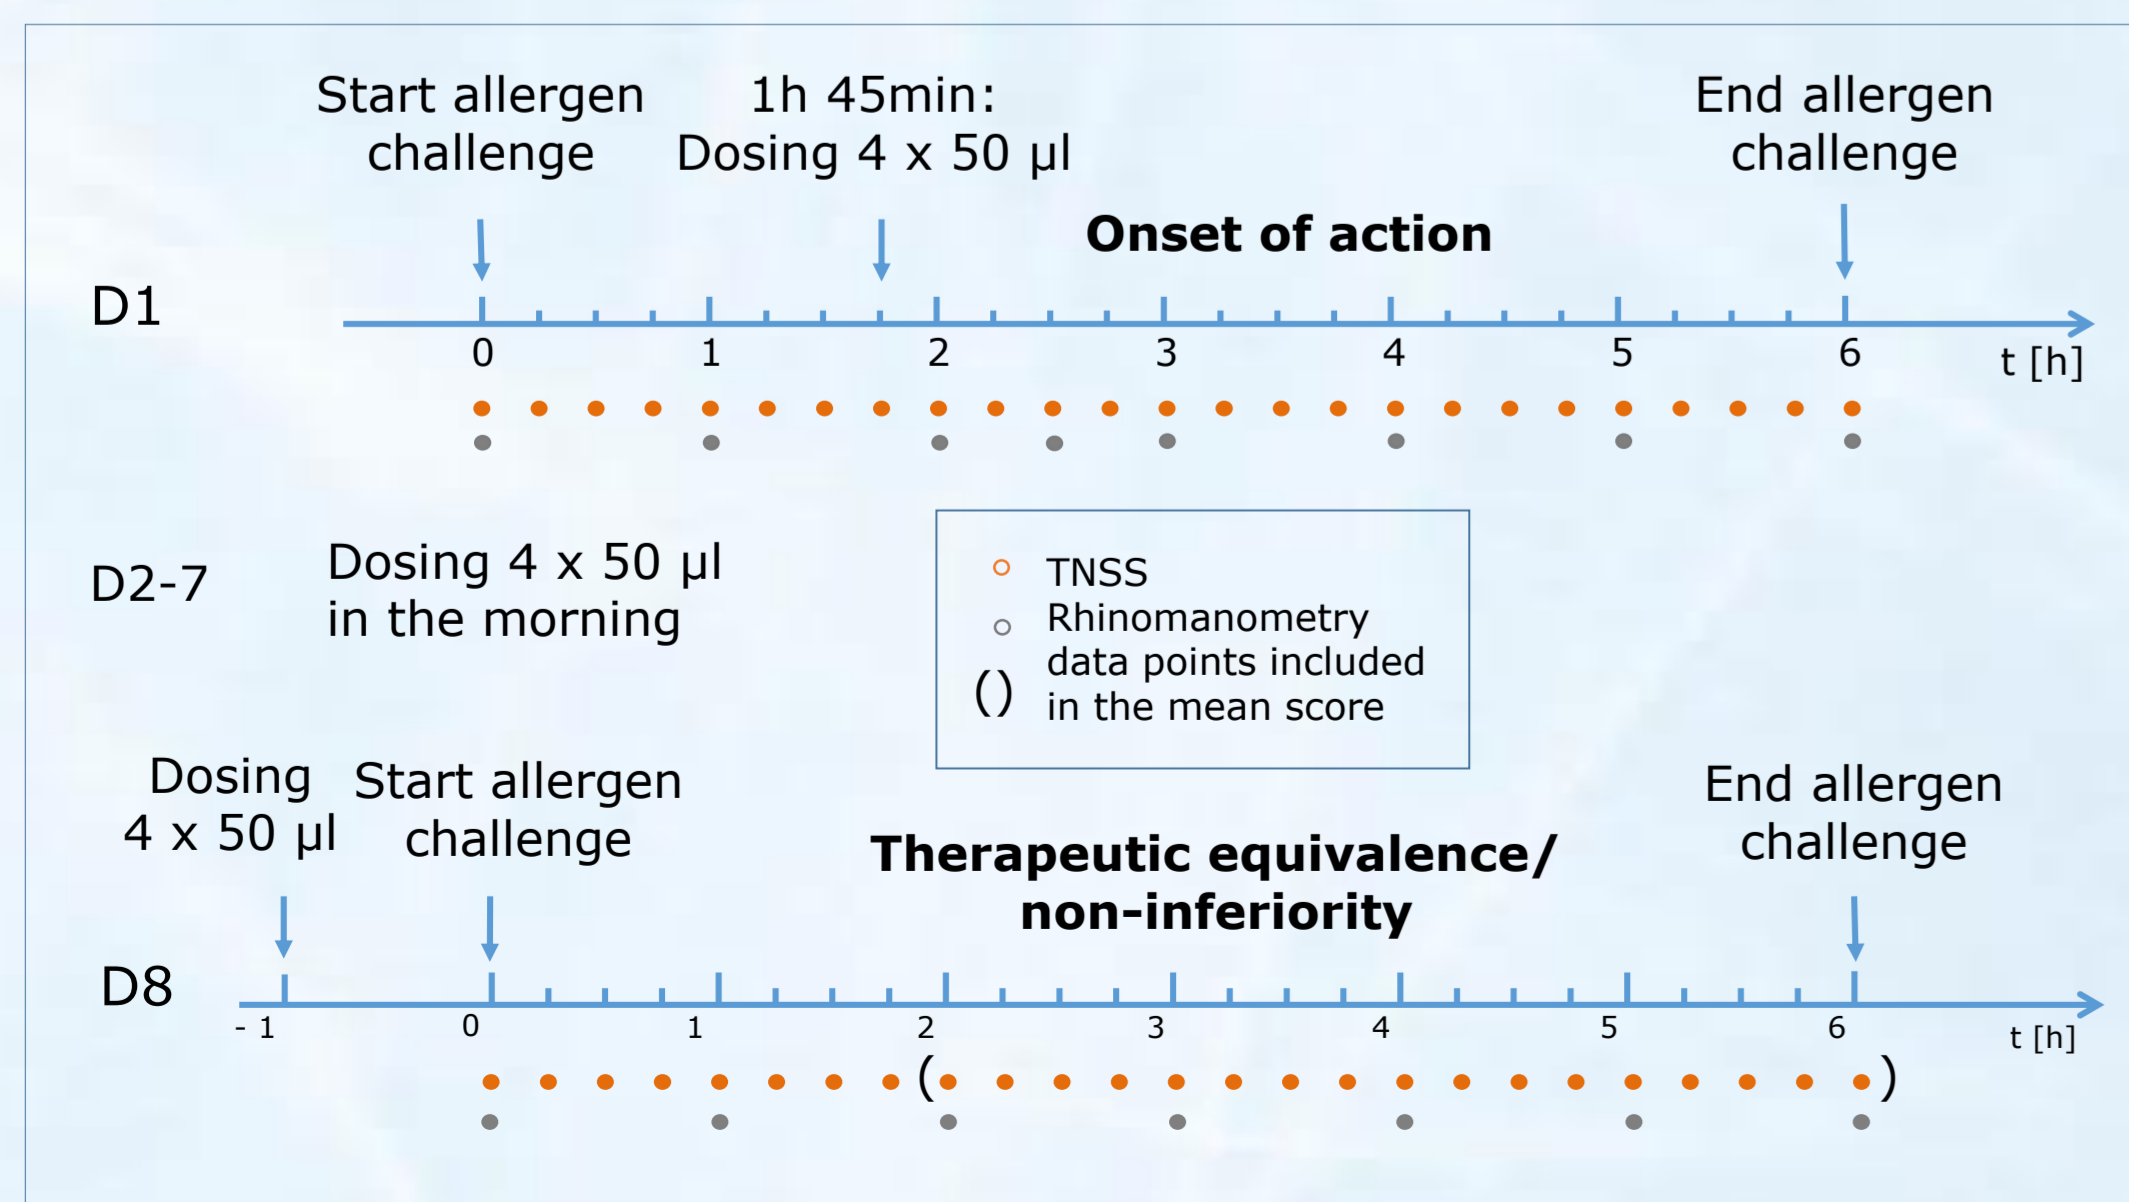 Start allergen
challenge
1h 45min:
Dosing 4 x 50 µl
End allergen
challenge
Onset of action
D1
0 1 2 3 4 5 6 t [h]
D2-7
Dosing 4 x 50 µl
in the morning
TNSS
Rhinomanometry
() data points included
in the mean score
Dosing
4 x 50 µl
Start allergen
challenge
Therapeutic equivalence/
non-inferiority
End allergen
challenge
D8
- 1 0 1 2 3 4 5 6 t [h]
( )